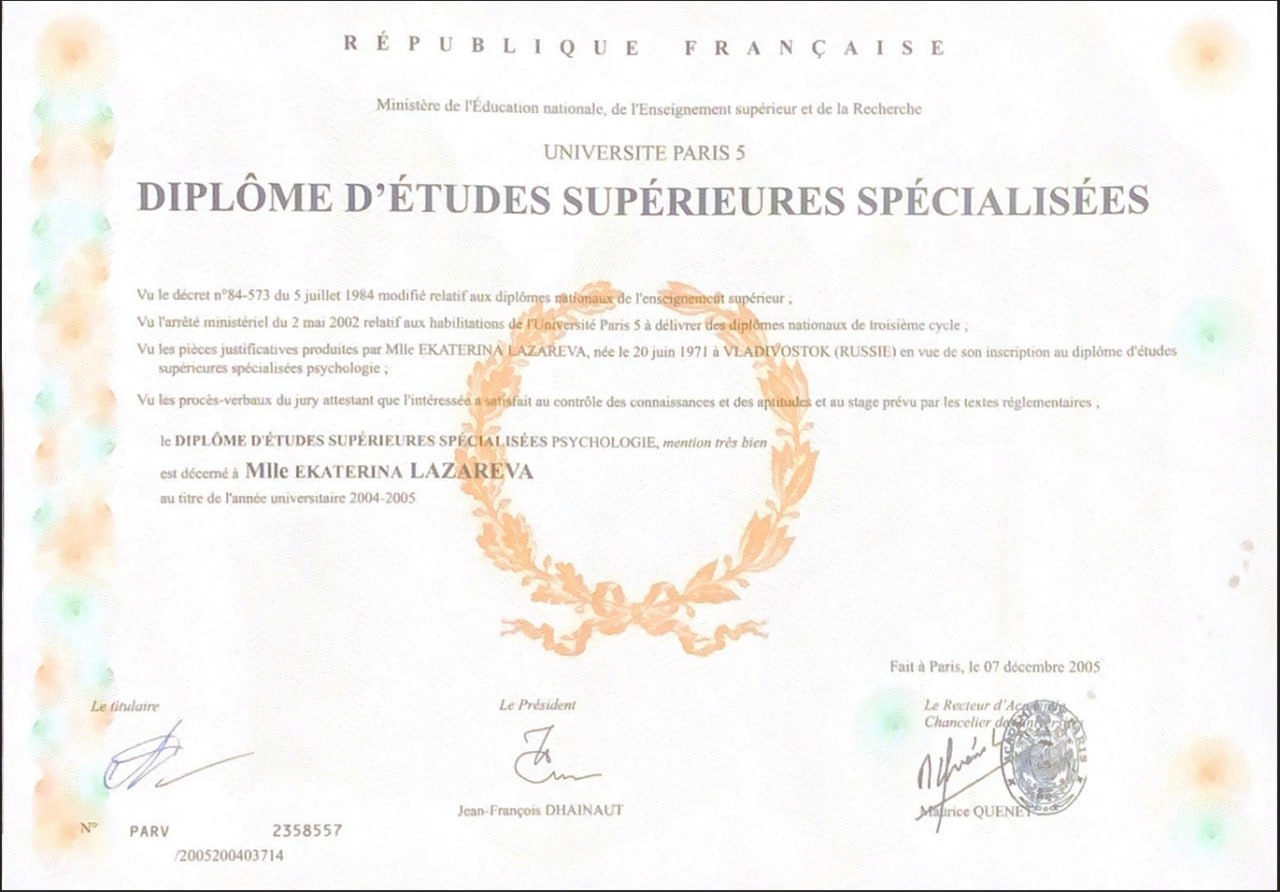 RÉPUBLIQUE FRANÇAISE
Ministère de l'Éducation nationale, de l'Enseignement supérieur et de la Recherche
UNIVERSITE PARIS 5
DIPLÔME D'ÉTUDES SUPÉRIEURES SPÉCIALISÉES
Vu le décret n°84-573 du 5 juillet 1984 modifié relatif aux diplômes nationaux de l'enseignement supérieur ;
Vu l'arrêté ministériel du 2 mai 2002 relatif aux habilitations de l'Université Paris 5 à délivrer des diplômes nationaux de troisième cycle ;
Vu les pièces justificatives produites par Mlle EKATERINA LAZAREVA, née le 20 juin 1971 à VLADIVOSTOK (RUSSIE) en vue de son inscription au diplôme d'études
supérieures spécialisées psychologie ;
Vu les procès-verbaux du jury attestant que l'intéressée a satisfait au contrôle des connaissances et des aptitudes et au stage prévu par les textes réglementaires ;
le DIPLÔME D'ÉTUDES SUPÉRIEURES SPÉCIALISÉES PSYCHOLOGIE, mention très bien
est décerné à Mlle EKATERINA LAZAREVA
au titre de l'année universitaire 2004-2005
Fait à Paris, le 07 décembre 2005
Le titulaire
Le Président
Le Recteur d'Académie
Chancelier des universités
Jean-François DHAINAUT
Maurice QUENET
N° PARV 2358557
/2005200403714